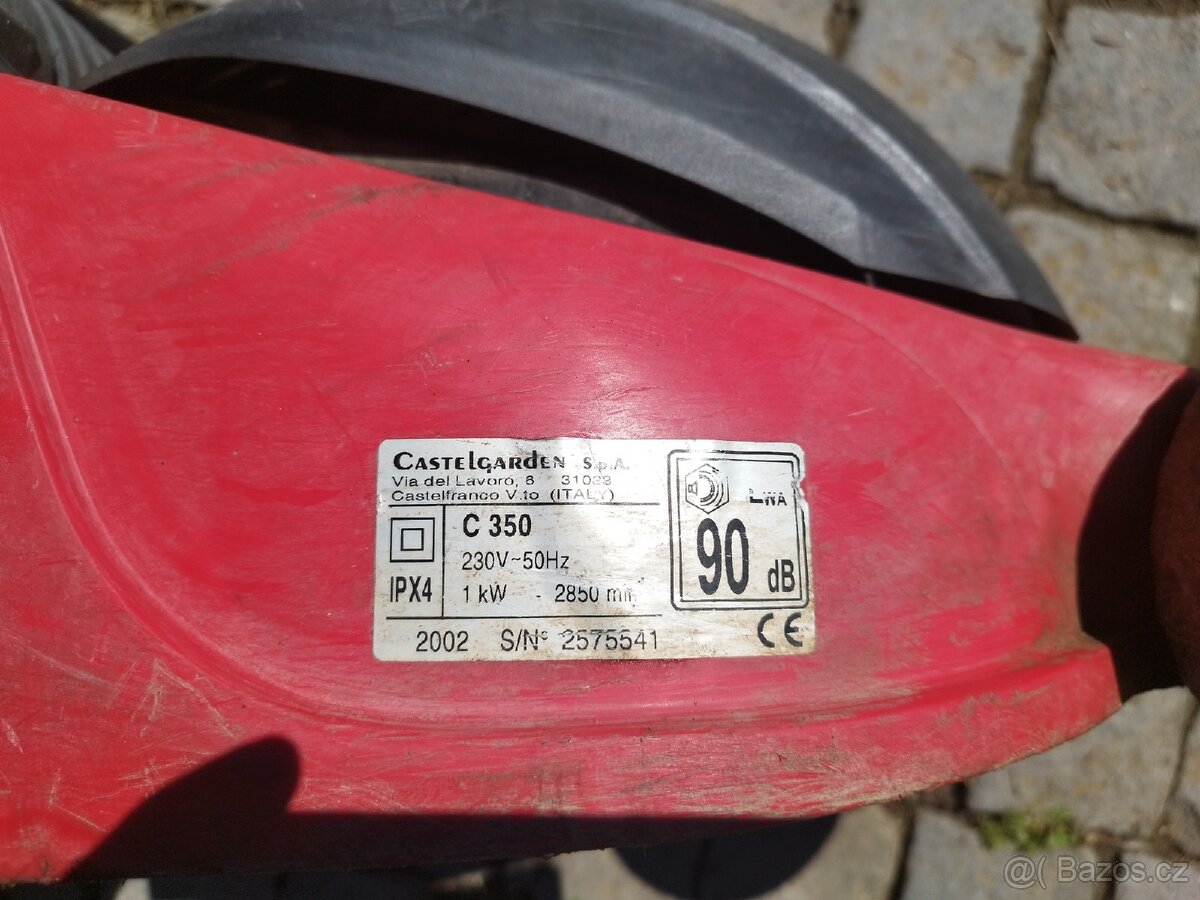 CASTELGARDEN S.p.A.
Via del Lavoro, 6 31033
Castelfranco V.to (ITALY)
LWA
C 350
230V~50Hz
90 dB
IPX4
1 kW - 2850 min
2002 S/N° 2575541
CE
@ Bazos.cz